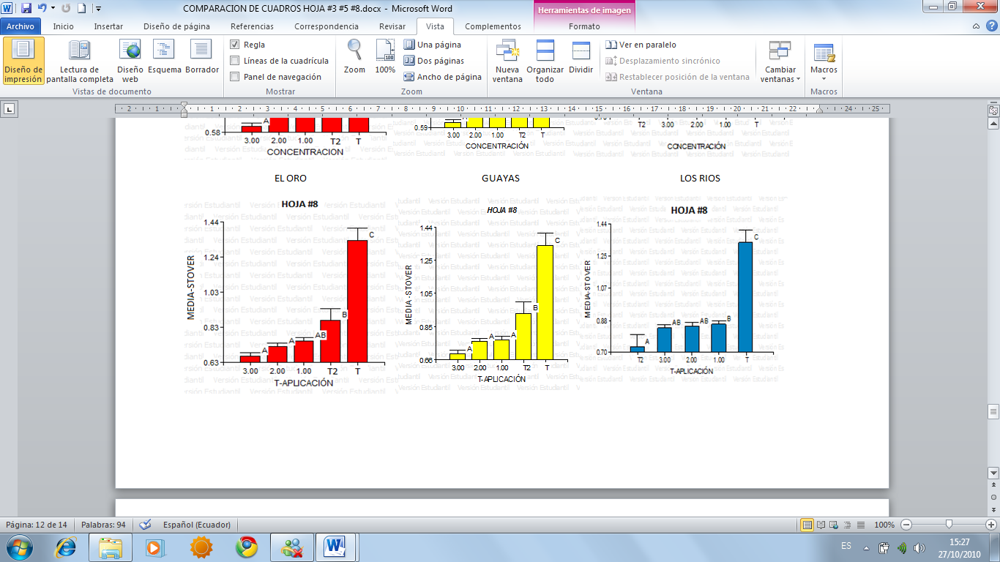 COMPARACION DE CUADROS HOJA #3 #5 #8.docx - Microsoft Word
Herramientas de imagen
Archivo Inicio Insertar Diseño de página Referencias Correspondencia Revisar Vista Complementos Formato
Diseño de impresión
Lectura de pantalla completa
Diseño web
Esquema
Borrador
Vistas de documento
Regla
Líneas de la cuadrícula
Panel de navegación
Mostrar
Zoom
100%
Una página
Dos páginas
Ancho de página
Zoom
Nueva ventana
Organizar todo
Dividir
Ver en paralelo
Desplazamiento sincrónico
Restablecer posición de la ventana
Cambiar ventanas
Ventana
Macros
Macros
2 1 1 2 3 4 5 6 7 8 9 10 11 12 13 14 15 16 17 18 19 20 21 22 24 25
0.58
A
3.00 2.00 1.00 T2 T
CONCENTRACION
0.59
3.00 2.00 1.00 T2 T
CONCENTRACIÓN
T2 3.00 2.00 1.00 T
CONCENTRACIÓN
EL ORO GUAYAS LOS RIOS
HOJA #8
1.44
1.24
1.03
0.83
0.63
MEDIA-STOVER
A A AB B C
3.00 2.00 1.00 T2 T
T-APLICACIÓN
HOJA #8
1.44
1.25
1.05
0.85
0.66
MEDIA-STOVER
A A A B C
3.00 2.00 1.00 T2 T
T-APLICACIÓN
HOJA #8
1.44
1.25
1.07
0.88
0.70
MEDIA-STOVER
A AB AB B C
T2 3.00 2.00 1.00 T
T-APLICACIÓN
Versión Estudiantil
Página: 12 de 14 Palabras: 94 Español (Ecuador) 100%
ES 15:27
27/10/2010